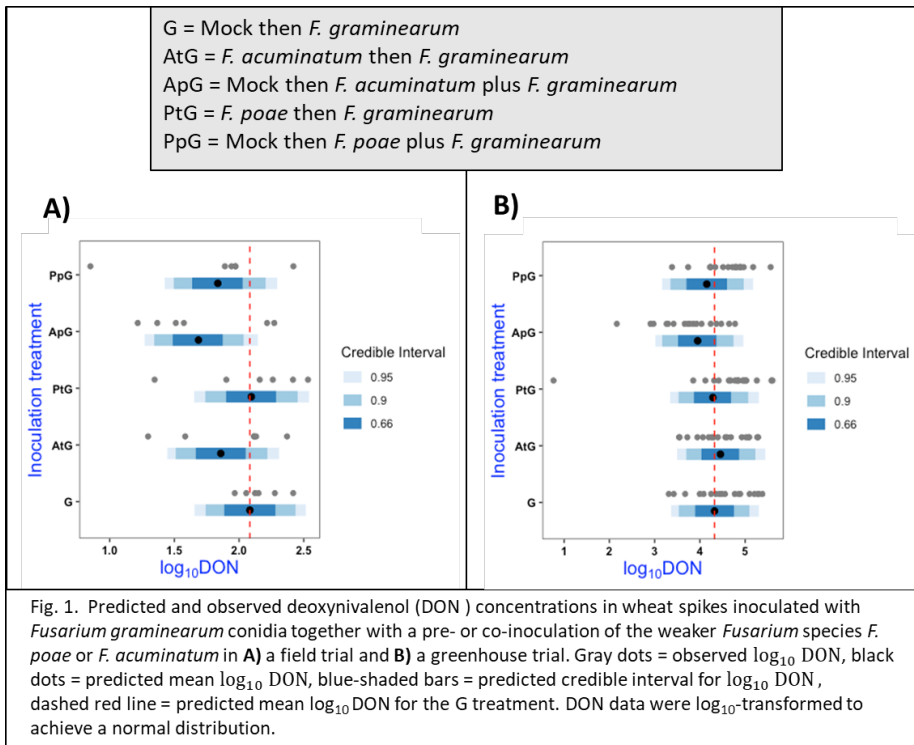 G = Mock then F. graminearum
AtG = F. acuminatum then F. graminearum
ApG = Mock then F. acuminatum plus F. graminearum
PtG = F. poae then F. graminearum
PpG = Mock then F. poae plus F. graminearum
A)
Inoculation treatment
PpG
ApG
PtG
AtG
G
1.0 1.5 2.0 2.5
log₁₀DON
Credible Interval
0.95
0.9
0.66
B)
Inoculation treatment
PpG
ApG
PtG
AtG
G
1 2 3 4 5
log₁₀DON
Credible Interval
0.95
0.9
0.66
Fig. 1. Predicted and observed deoxynivalenol (DON ) concentrations in wheat spikes inoculated with
Fusarium graminearum conidia together with a pre- or co-inoculation of the weaker Fusarium species F.
poae or F. acuminatum in A) a field trial and B) a greenhouse trial. Gray dots = observed log₁₀ DON, black
dots = predicted mean log₁₀ DON, blue-shaded bars = predicted credible interval for log₁₀ DON ,
dashed red line = predicted mean log₁₀ DON for the G treatment. DON data were log₁₀-transformed to
achieve a normal distribution.